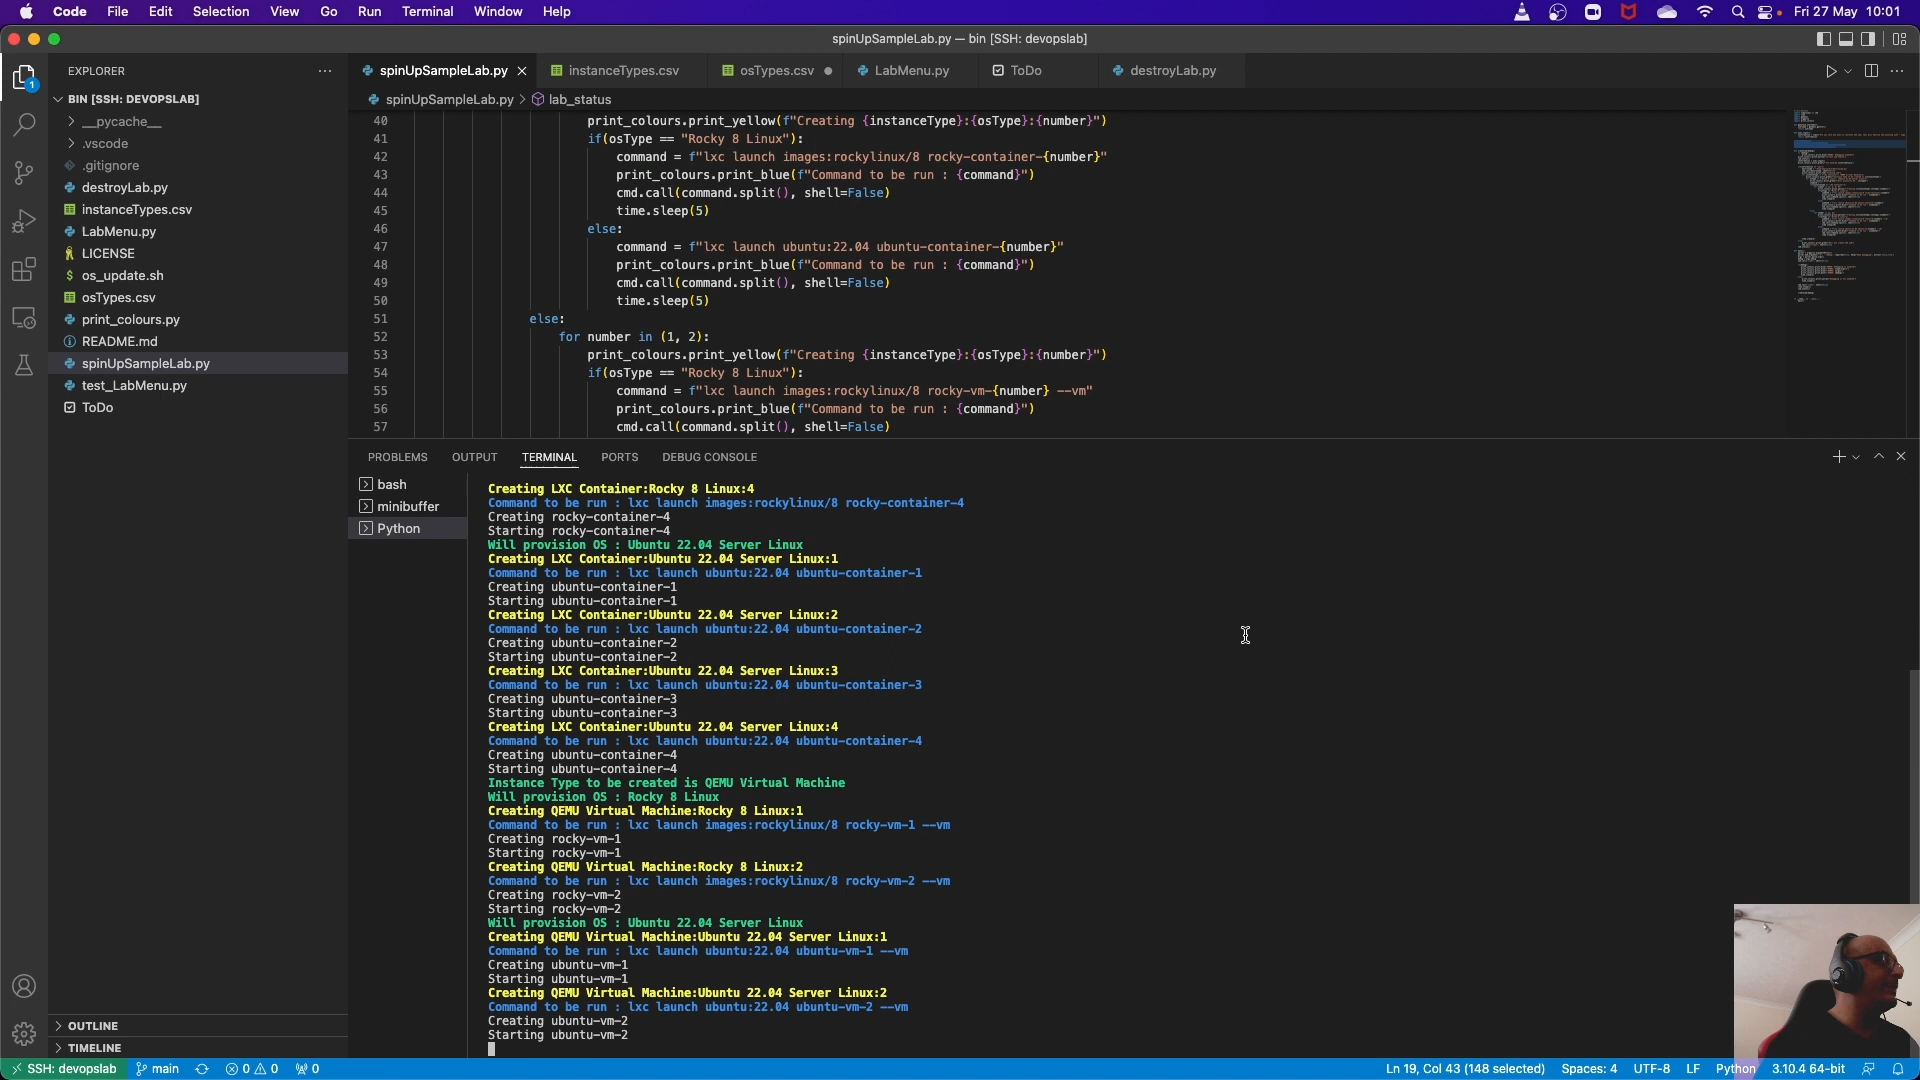 Code File Edit Selection View Go Run Terminal Window Help Fri 27 May 10:01
spinUpSampleLab.py — bin [SSH: devopslab]
EXPLORER
spinUpSampleLab.py instanceTypes.csv osTypes.csv LabMenu.py ToDo destroyLab.py
1
BIN [SSH: DEVOPSLAB]
__pycache__
.vscode
.gitignore
destroyLab.py
instanceTypes.csv
LabMenu.py
LICENSE
os_update.sh
osTypes.csv
print_colours.py
README.md
spinUpSampleLab.py
test_LabMenu.py
ToDo
OUTLINE
TIMELINE
spinUpSampleLab.py > lab_status
40 print_colours.print_yellow(f"Creating {instanceType}:{osType}:{number}")
41 if(osType == "Rocky 8 Linux"):
42 command = f"lxc launch images:rockylinux/8 rocky-container-{number}"
43 print_colours.print_blue(f"Command to be run : {command}")
44 cmd.call(command.split(), shell=False)
45 time.sleep(5)
46 else:
47 command = f"lxc launch ubuntu:22.04 ubuntu-container-{number}"
48 print_colours.print_blue(f"Command to be run : {command}")
49 cmd.call(command.split(), shell=False)
50 time.sleep(5)
51 else:
52 for number in (1, 2):
53 print_colours.print_yellow(f"Creating {instanceType}:{osType}:{number}")
54 if(osType == "Rocky 8 Linux"):
55 command = f"lxc launch images:rockylinux/8 rocky-vm-{number} --vm"
56 print_colours.print_blue(f"Command to be run : {command}")
57 cmd.call(command.split(), shell=False)
PROBLEMS OUTPUT TERMINAL PORTS DEBUG CONSOLE
bash
minibuffer
Python
Creating LXC Container:Rocky 8 Linux:4
Command to be run : lxc launch images:rockylinux/8 rocky-container-4
Creating rocky-container-4
Starting rocky-container-4
Will provision OS : Ubuntu 22.04 Server Linux
Creating LXC Container:Ubuntu 22.04 Server Linux:1
Command to be run : lxc launch ubuntu:22.04 ubuntu-container-1
Creating ubuntu-container-1
Starting ubuntu-container-1
Creating LXC Container:Ubuntu 22.04 Server Linux:2
Command to be run : lxc launch ubuntu:22.04 ubuntu-container-2
Creating ubuntu-container-2
Starting ubuntu-container-2
Creating LXC Container:Ubuntu 22.04 Server Linux:3
Command to be run : lxc launch ubuntu:22.04 ubuntu-container-3
Creating ubuntu-container-3
Starting ubuntu-container-3
Creating LXC Container:Ubuntu 22.04 Server Linux:4
Command to be run : lxc launch ubuntu:22.04 ubuntu-container-4
Creating ubuntu-container-4
Starting ubuntu-container-4
Instance Type to be created is QEMU Virtual Machine
Will provision OS : Rocky 8 Linux
Creating QEMU Virtual Machine:Rocky 8 Linux:1
Command to be run : lxc launch images:rockylinux/8 rocky-vm-1 --vm
Creating rocky-vm-1
Starting rocky-vm-1
Creating QEMU Virtual Machine:Rocky 8 Linux:2
Command to be run : lxc launch images:rockylinux/8 rocky-vm-2 --vm
Creating rocky-vm-2
Starting rocky-vm-2
Will provision OS : Ubuntu 22.04 Server Linux
Creating QEMU Virtual Machine:Ubuntu 22.04 Server Linux:1
Command to be run : lxc launch ubuntu:22.04 ubuntu-vm-1 --vm
Creating ubuntu-vm-1
Starting ubuntu-vm-1
Creating QEMU Virtual Machine:Ubuntu 22.04 Server Linux:2
Command to be run : lxc launch ubuntu:22.04 ubuntu-vm-2 --vm
Creating ubuntu-vm-2
Starting ubuntu-vm-2
SSH: devopslab main 0 0 0 Ln 19, Col 43 (148 selected) Spaces: 4 UTF-8 LF Python 3.10.4 64-bit